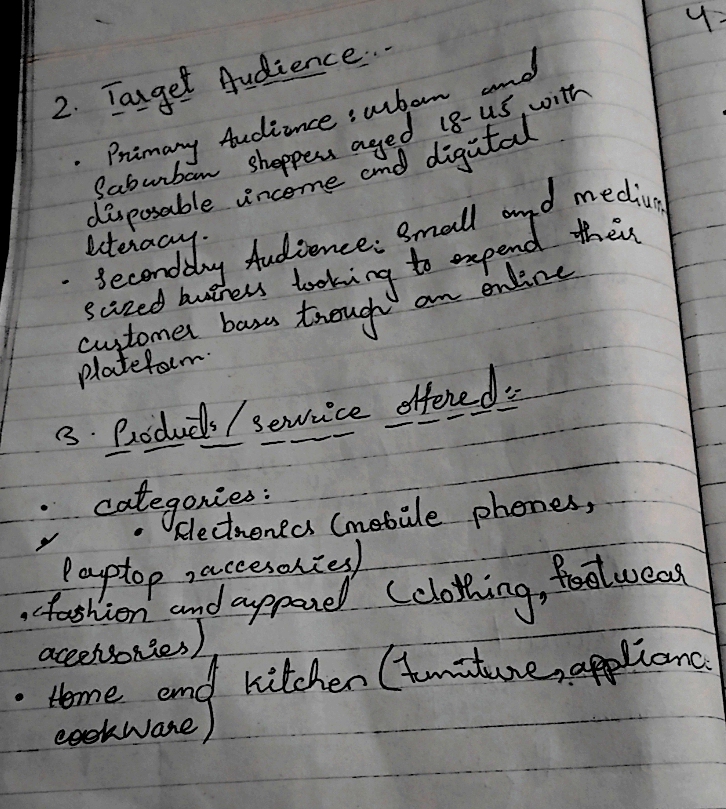 4.
2. Target Audience:-
• Primary Audience: urban and
Saburban shoppers aged 18-45 with
disposable income and digital
literacy.
• Secondary Audience: Small and medium
sized business looking to expend their
customer bases trough an online
plateform.
3. Products/service offered:-
• categories:
• Electronics (mobile phones,
laptop, accesories)
• fashion and apparel (clothing, footwear
accersories)
• Home and kitchen (furniture, applianc
cookware)